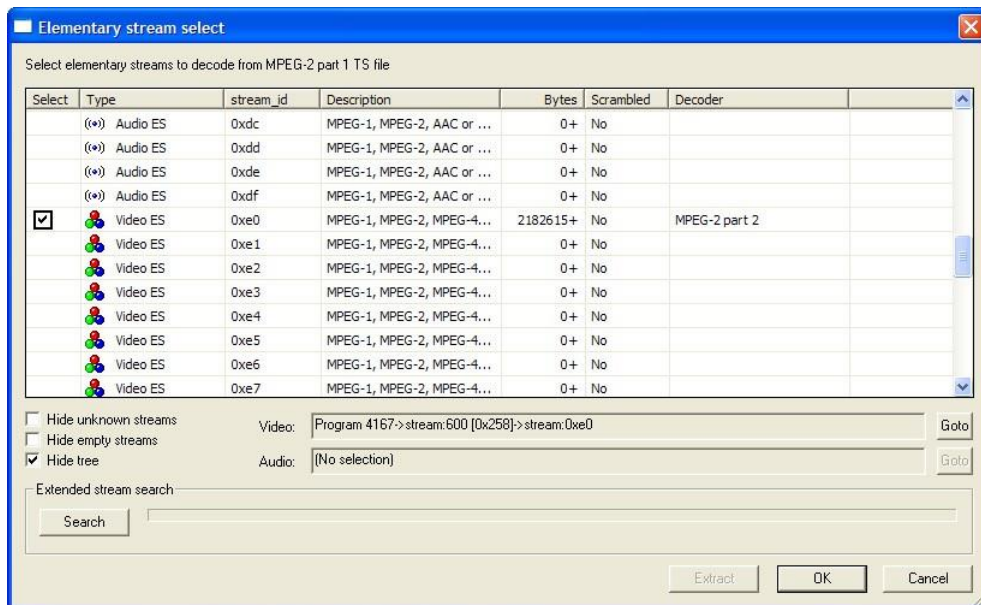 Elementary stream select
Select elementary streams to decode from MPEG-2 part 1 TS file
Select Type stream_id Description Bytes Scrambled Decoder
Audio ES 0xdc MPEG-1, MPEG-2, AAC or ... 0+ No
Audio ES 0xdd MPEG-1, MPEG-2, AAC or ... 0+ No
Audio ES 0xde MPEG-1, MPEG-2, AAC or ... 0+ No
Audio ES 0xdf MPEG-1, MPEG-2, AAC or ... 0+ No
Video ES 0xe0 MPEG-1, MPEG-2, MPEG-4... 2182615+ No MPEG-2 part 2
Video ES 0xe1 MPEG-1, MPEG-2, MPEG-4... 0+ No
Video ES 0xe2 MPEG-1, MPEG-2, MPEG-4... 0+ No
Video ES 0xe3 MPEG-1, MPEG-2, MPEG-4... 0+ No
Video ES 0xe4 MPEG-1, MPEG-2, MPEG-4... 0+ No
Video ES 0xe5 MPEG-1, MPEG-2, MPEG-4... 0+ No
Video ES 0xe6 MPEG-1, MPEG-2, MPEG-4... 0+ No
Video ES 0xe7 MPEG-1, MPEG-2, MPEG-4... 0+ No
Hide unknown streams
Hide empty streams
Hide tree
Video: Program 4167->stream:600 [0x258]->stream:0xe0 Goto
Audio: (No selection) Goto
Extended stream search
Search
Extract OK Cancel